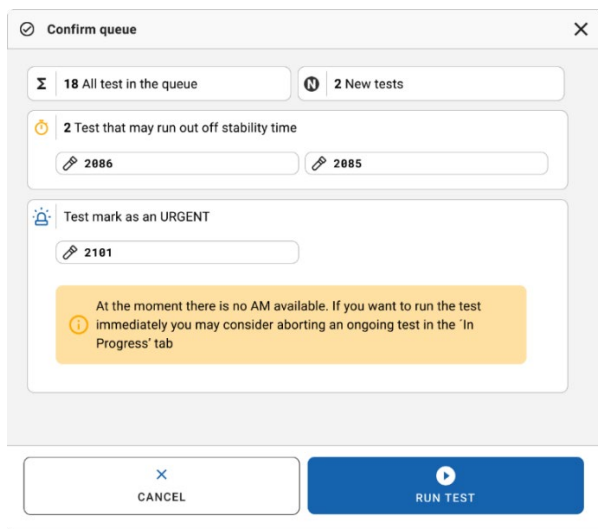 Confirm queue
Σ 18 All test in the queue
N 2 New tests
2 Test that may run out off stability time
2086
2085
Test mark as an URGENT
2101
At the moment there is no AM available. If you want to run the test
immediately you may consider aborting an ongoing test in the ´In
Progress' tab
CANCEL
RUN TEST